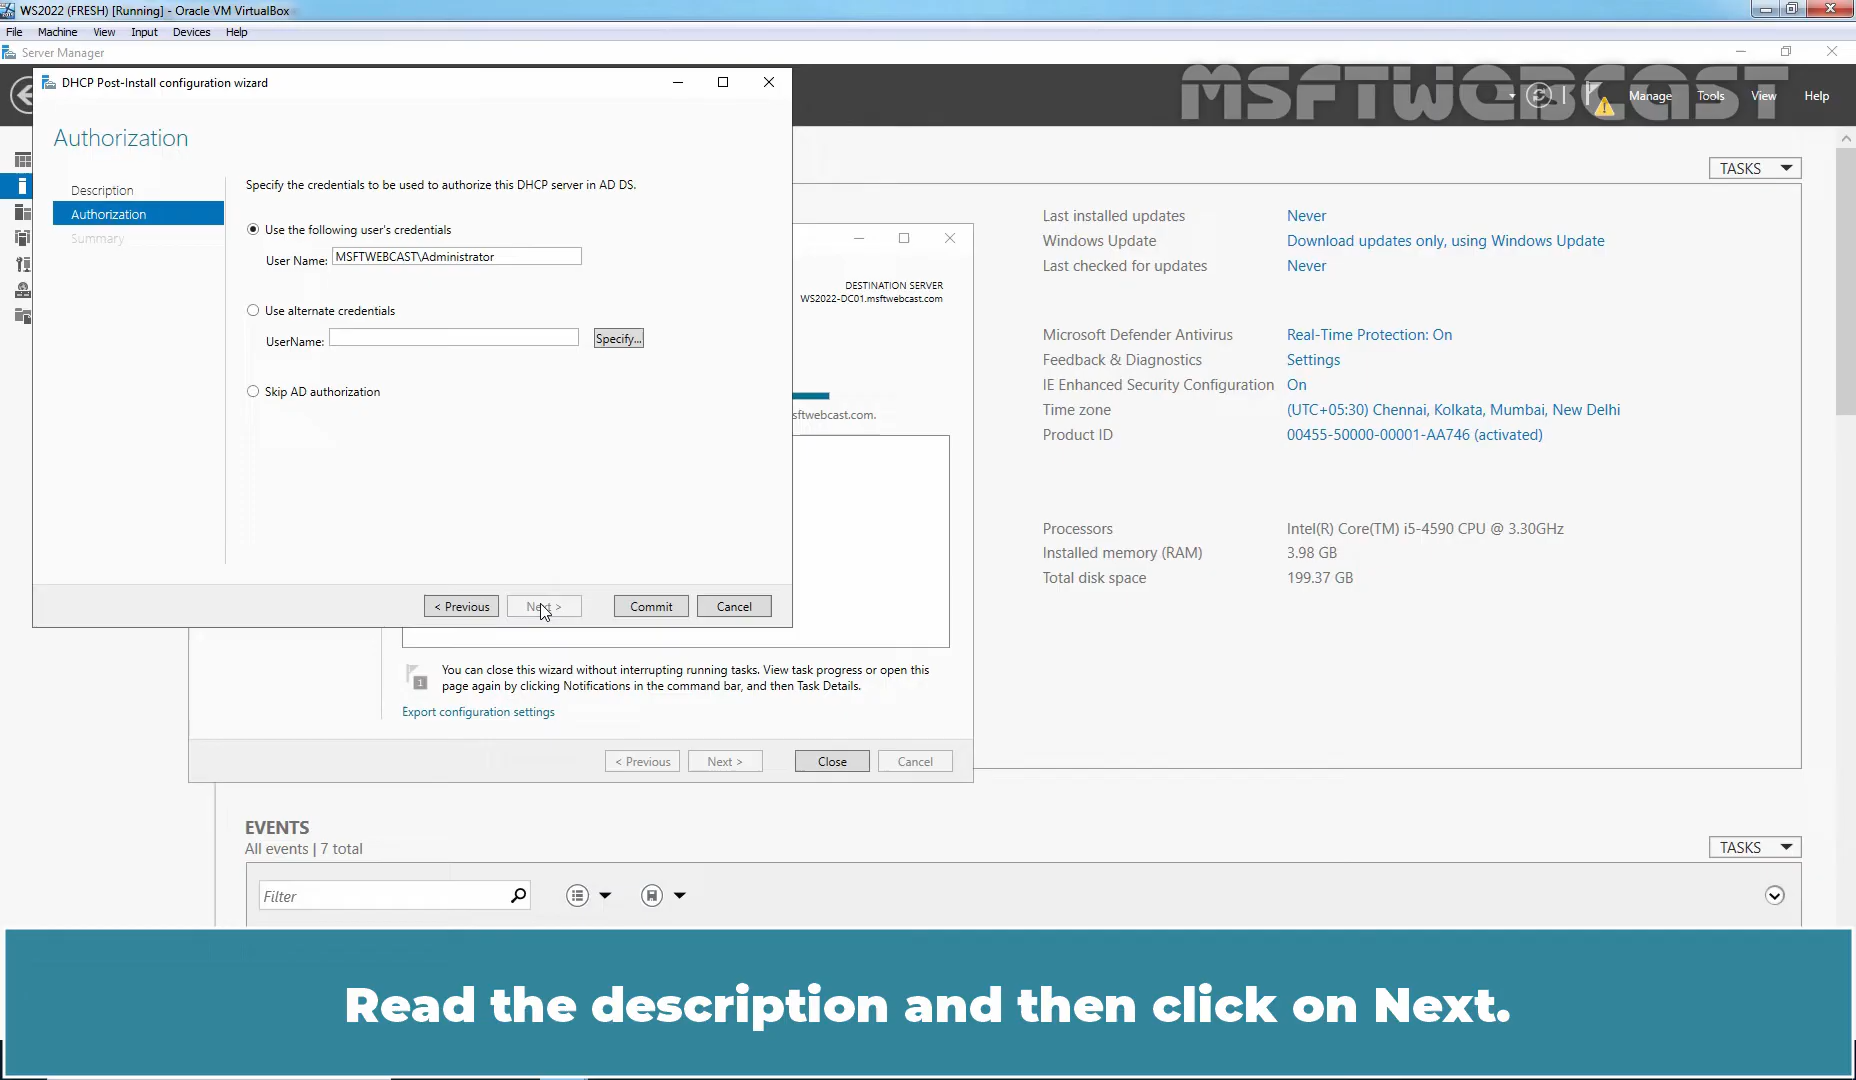 WS2022 (FRESH) [Running] - Oracle VM VirtualBox
File Machine View Input Devices Help
Server Manager
DHCP Post-Install configuration wizard
MSFTWEBCAST
Manage Tools View Help
Authorization
Description
Authorization
Summary
Specify the credentials to be used to authorize this DHCP server in AD DS.
Use the following user's credentials
User Name: MSFTWEBCAST\Administrator
Use alternate credentials
UserName:
Specify...
Skip AD authorization
< Previous
Next >
Commit
Cancel
TASKS
DESTINATION SERVER
WS2022-DC01.msftwebcast.com
sftwebcast.com.
Last installed updates Never
Windows Update Download updates only, using Windows Update
Last checked for updates Never
Microsoft Defender Antivirus Real-Time Protection: On
Feedback & Diagnostics Settings
IE Enhanced Security Configuration On
Time zone (UTC+05:30) Chennai, Kolkata, Mumbai, New Delhi
Product ID 00455-50000-00001-AA746 (activated)
Processors Intel(R) Core(TM) i5-4590 CPU @ 3.30GHz
Installed memory (RAM) 3.98 GB
Total disk space 199.37 GB
1
You can close this wizard without interrupting running tasks. View task progress or open this
page again by clicking Notifications in the command bar, and then Task Details.
Export configuration settings
< Previous
Next >
Close
Cancel
EVENTS
All events | 7 total
TASKS
Filter
Read the description and then click on Next.